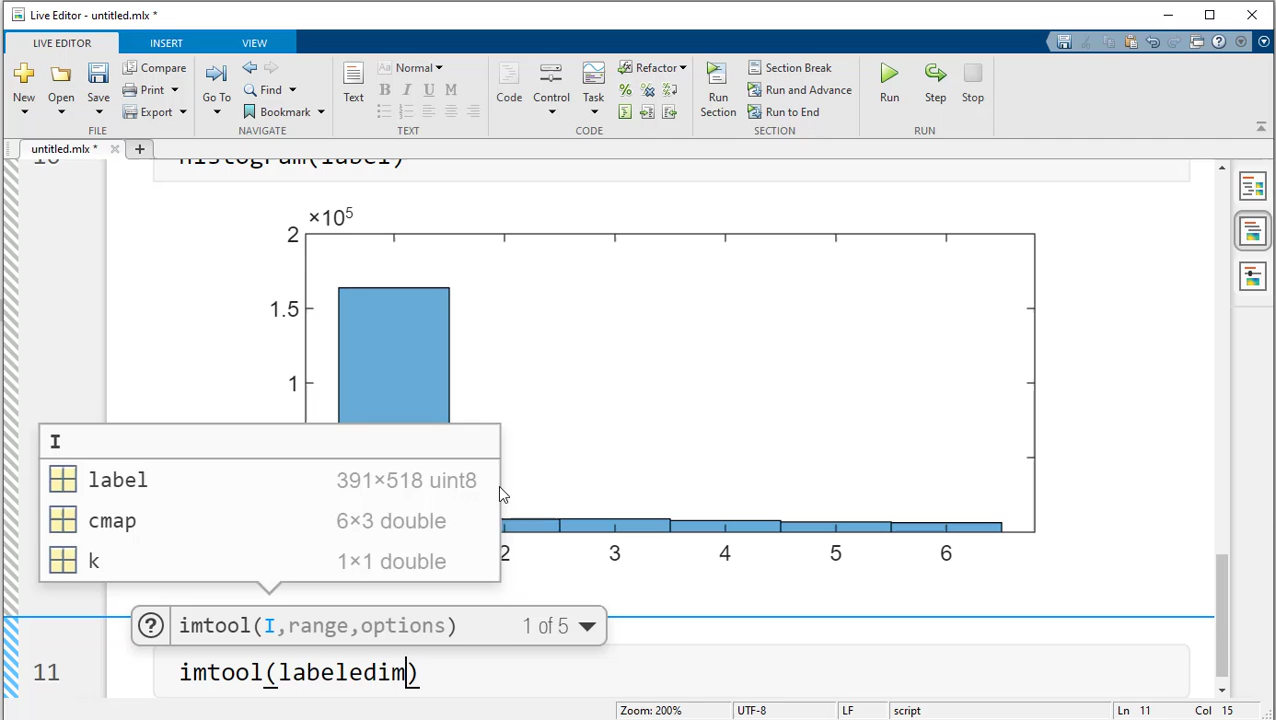 Live Editor - untitled.mlx *
LIVE EDITOR
INSERT
VIEW
New
Open
Save
Compare
Print
Export
FILE
Go To
Find
Bookmark
NAVIGATE
Text
Aa Normal
B I U M
TEXT
Code
Control
Task
Refactor
CODE
Run Section
Section Break
Run and Advance
Run to End
SECTION
Run
Step
Stop
RUN
untitled.mlx *
10 histogram(label)
×10⁵
2
1.5
1
2 3 4 5 6
I
label 391×518 uint8
cmap 6×3 double
k 1×1 double
imtool(I,range,options) 1 of 5
11 imtool(labeledim)
Zoom: 200% UTF-8 LF script Ln 11 Col 15